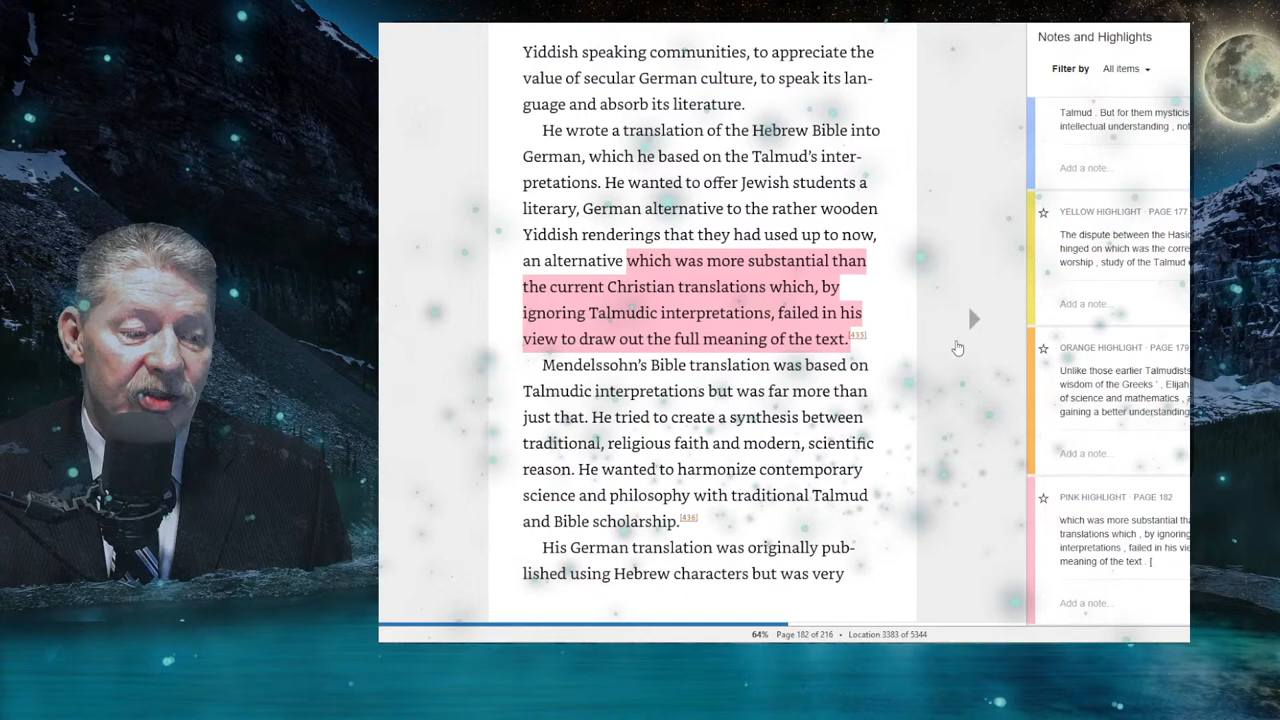 Yiddish speaking communities, to appreciate the
value of secular German culture, to speak its lan-
guage and absorb its literature.
He wrote a translation of the Hebrew Bible into
German, which he based on the Talmud's inter-
pretations. He wanted to offer Jewish students a
literary, German alternative to the rather wooden
Yiddish renderings that they had used up to now,
an alternative which was more substantial than
the current Christian translations which, by
ignoring Talmudic interpretations, failed in his
view to draw out the full meaning of the text.[435]
Mendelssohn's Bible translation was based on
Talmudic interpretations but was far more than
just that. He tried to create a synthesis between
traditional, religious faith and modern, scientific
reason. He wanted to harmonize contemporary
science and philosophy with traditional Talmud
and Bible scholarship.[436]
His German translation was originally pub-
lished using Hebrew characters but was very
64% Page 182 of 216 • Location 3383 of 5344
Notes and Highlights
Filter by All items
Talmud . But for them mysticis
intellectual understanding , not
Add a note...
YELLOW HIGHLIGHT · PAGE 177
The dispute between the Hasid
hinged on which was the corre
worship , study of the Talmud
Add a note...
ORANGE HIGHLIGHT · PAGE 179
Unlike those earlier Talmudists
wisdom of the Greeks ' , Elijah
of science and mathematics ,
gaining a better understanding
Add a note...
PINK HIGHLIGHT · PAGE 182
which was more substantial tha
translations which , by ignoring
interpretations , failed in his vie
meaning of the text . [
Add a note...